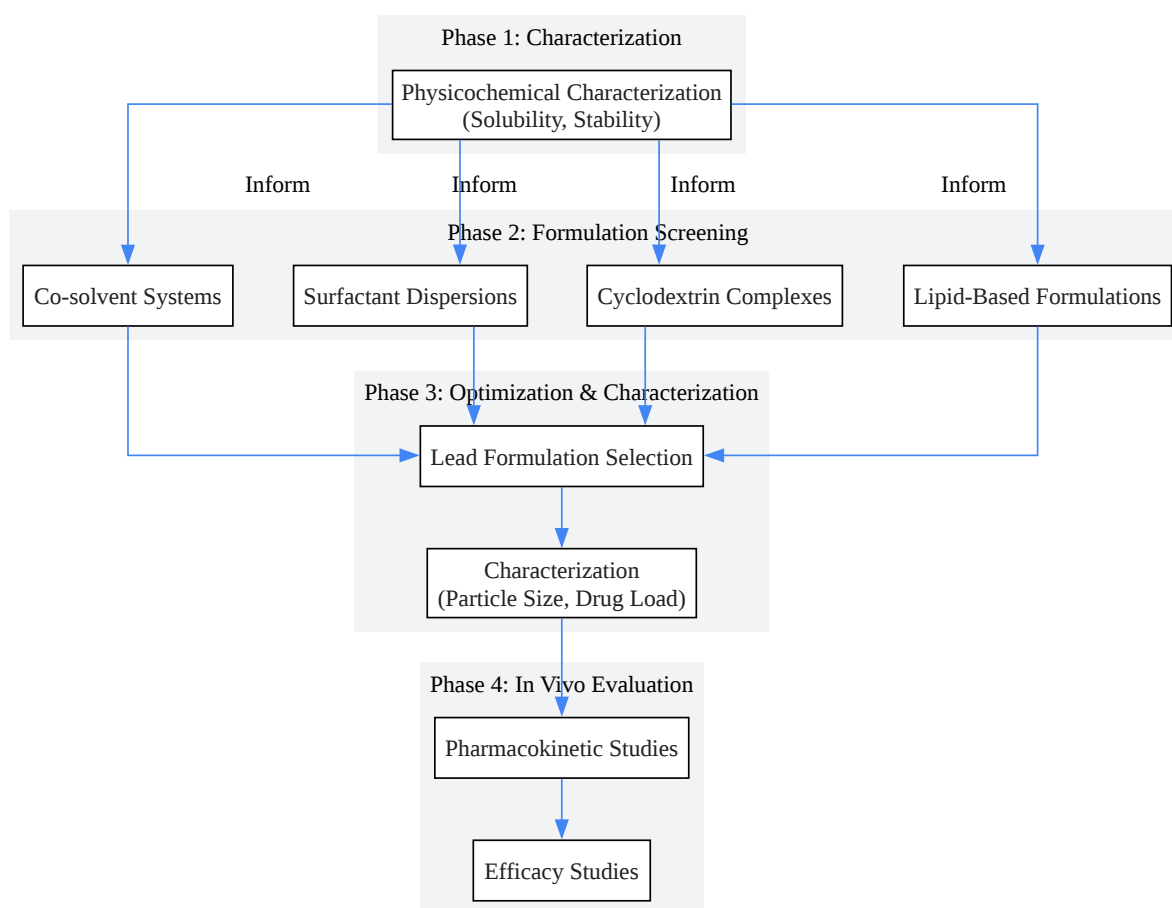 Phase 1: Characterization
Physicochemical Characterization
(Solubility, Stability)
Inform
Inform
Inform
Inform
Phase 2: Formulation Screening
Co-solvent Systems
Surfactant Dispersions
Cyclodextrin Complexes
Lipid-Based Formulations
Phase 3: Optimization & Characterization
Lead Formulation Selection
Characterization
(Particle Size, Drug Load)
Phase 4: In Vivo Evaluation
Pharmacokinetic Studies
Efficacy Studies